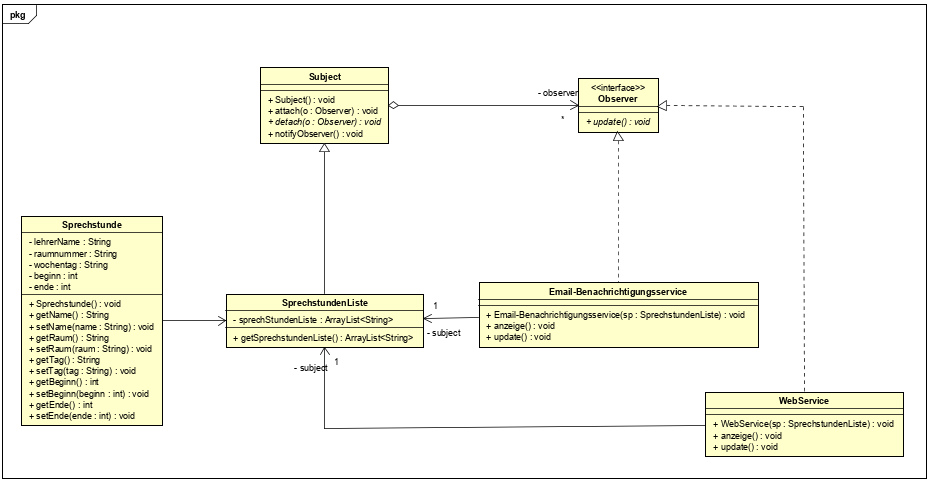 pkg
Subject
+ Subject() : void
+ attach(o : Observer) : void
+ detach(o : Observer) : void
+ notifyObserver() : void
- observer
*
<<interface>>
Observer
+ update() : void
Sprechstunde
- lehrerName : String
- raumnummer : String
- wochentag : String
- beginn : int
- ende : int
+ Sprechstunde() : void
+ getName() : String
+ setName(name : String) : void
+ getRaum() : String
+ setRaum(raum : String) : void
+ getTag() : String
+ setTag(tag : String) : void
+ getBeginn() : int
+ setBeginn(beginn : int) : void
+ getEnde() : int
+ setEnde(ende : int) : void
SprechstundenListe
- sprechStundenListe : ArrayList<String>
+ getSprechstundenListe() : ArrayList<String>
1
- subject
1
- subject
Email-Benachrichtigungsservice
+ Email-Benachrichtigungsservice(sp : SprechstundenListe) : void
+ anzeige() : void
+ update() : void
WebService
+ WebService(sp : SprechstundenListe) : void
+ anzeige() : void
+ update() : void